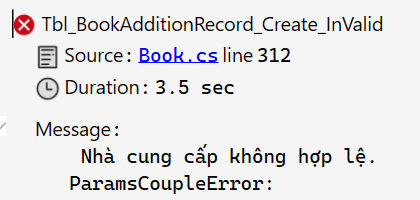 Tbl_BookAdditionRecord_Create_InValid
Source: Book.cs line 312
Duration: 3.5 sec
Message:
Nhà cung cấp không hợp lệ.
ParamsCoupleError: